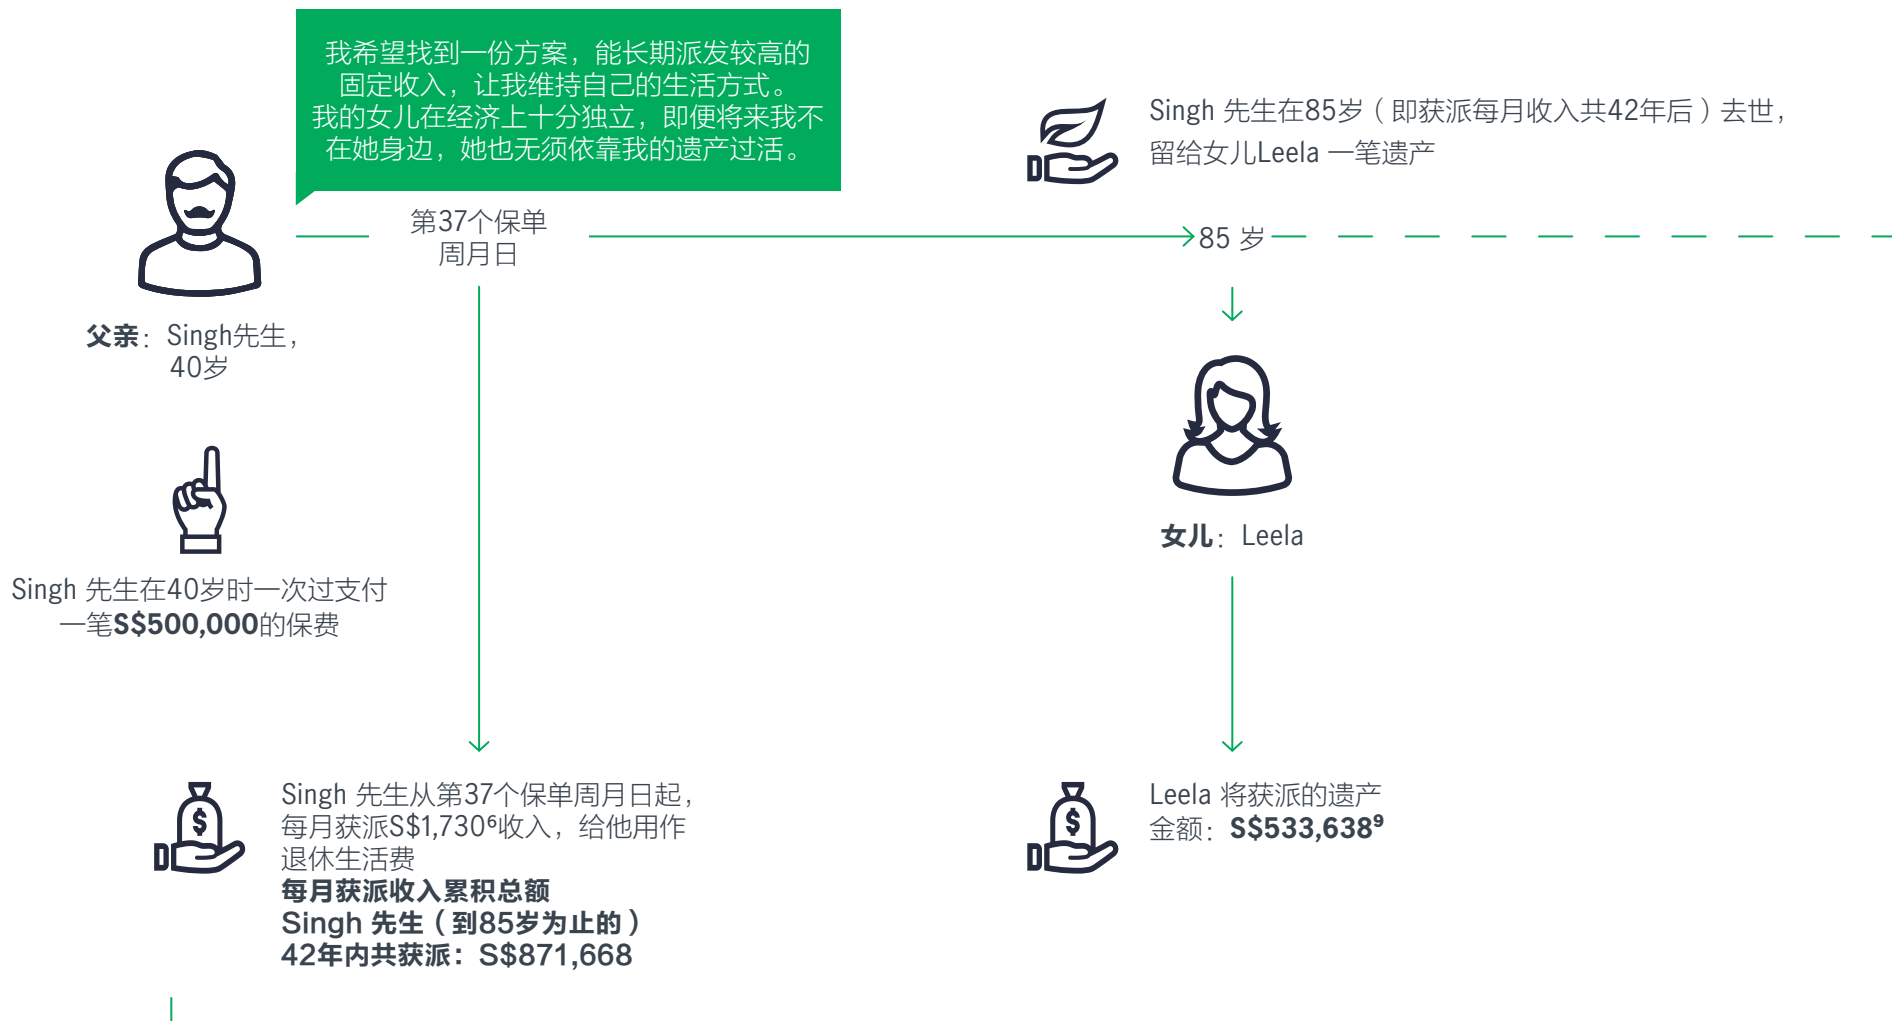 我希望找到一份方案，能长期派发较高的
固定收入，让我维持自己的生活方式。
我的女儿在经济上十分独立，即便将来我不
在她身边，她也无须依靠我的遗产过活。
Singh 先生在85岁（即获派每月收入共42年后）去世，
留给女儿Leela 一笔遗产
第37个保单
周月日
85 岁
父亲：Singh先生，
40岁
女儿：Leela
Singh 先生在40岁时一次过支付
一笔S$500,000的保费
Singh 先生从第37个保单周月日起，
每月获派S$1,730⁶收入，给他用作
退休生活费
每月获派收入累积总额
Singh 先生（到85岁为止的）
42年内共获派：S$871,668
Leela 将获派的遗产
金额：S$533,638⁹